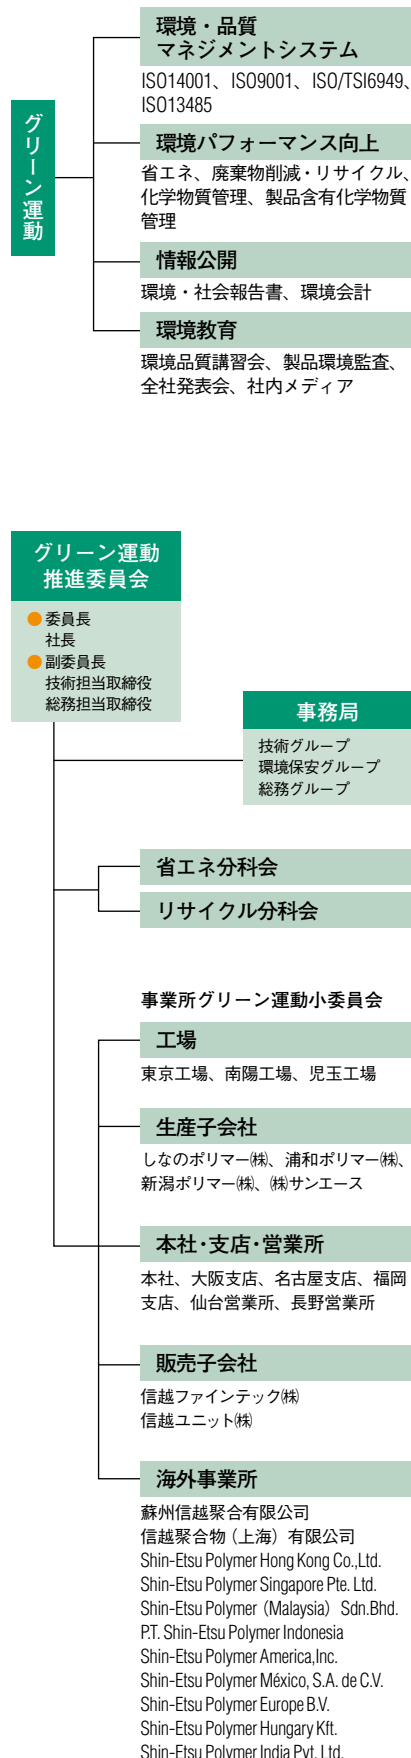 グリーン運動
環境・品質
マネジメントシステム
ISO14001、ISO9001、ISO/TSI6949、
ISO13485
環境パフォーマンス向上
省エネ、廃棄物削減・リサイクル、
化学物質管理、製品含有化学物質
管理
情報公開
環境・社会報告書、環境会計
環境教育
環境品質講習会、製品環境監査、
全社発表会、社内メディア
グリーン運動
推進委員会
●委員長
社長
●副委員長
技術担当取締役
総務担当取締役
事務局
技術グループ
環境保安グループ
総務グループ
省エネ分科会
リサイクル分科会
事業所グリーン運動小委員会
工場
東京工場、南陽工場、児玉工場
生産子会社
しなのポリマー㈱、浦和ポリマー㈱、
新潟ポリマー㈱、㈱サンエース
本社・支店・営業所
本社、大阪支店、名古屋支店、福岡
支店、仙台営業所、長野営業所
販売子会社
信越ファインテック㈱
信越ユニット㈱
海外事業所
蘇州信越聚合有限公司
信越聚合物（上海）有限公司
Shin-Etsu Polymer Hong Kong Co.,Ltd.
Shin-Etsu Polymer Singapore Pte. Ltd.
Shin-Etsu Polymer（Malaysia）Sdn.Bhd.
P.T. Shin-Etsu Polymer Indonesia
Shin-Etsu Polymer America,Inc.
Shin-Etsu Polymer México, S.A. de C.V.
Shin-Etsu Polymer Europe B.V.
Shin-Etsu Polymer Hungary Kft.
Shin-Etsu Polymer India Pvt. Ltd.